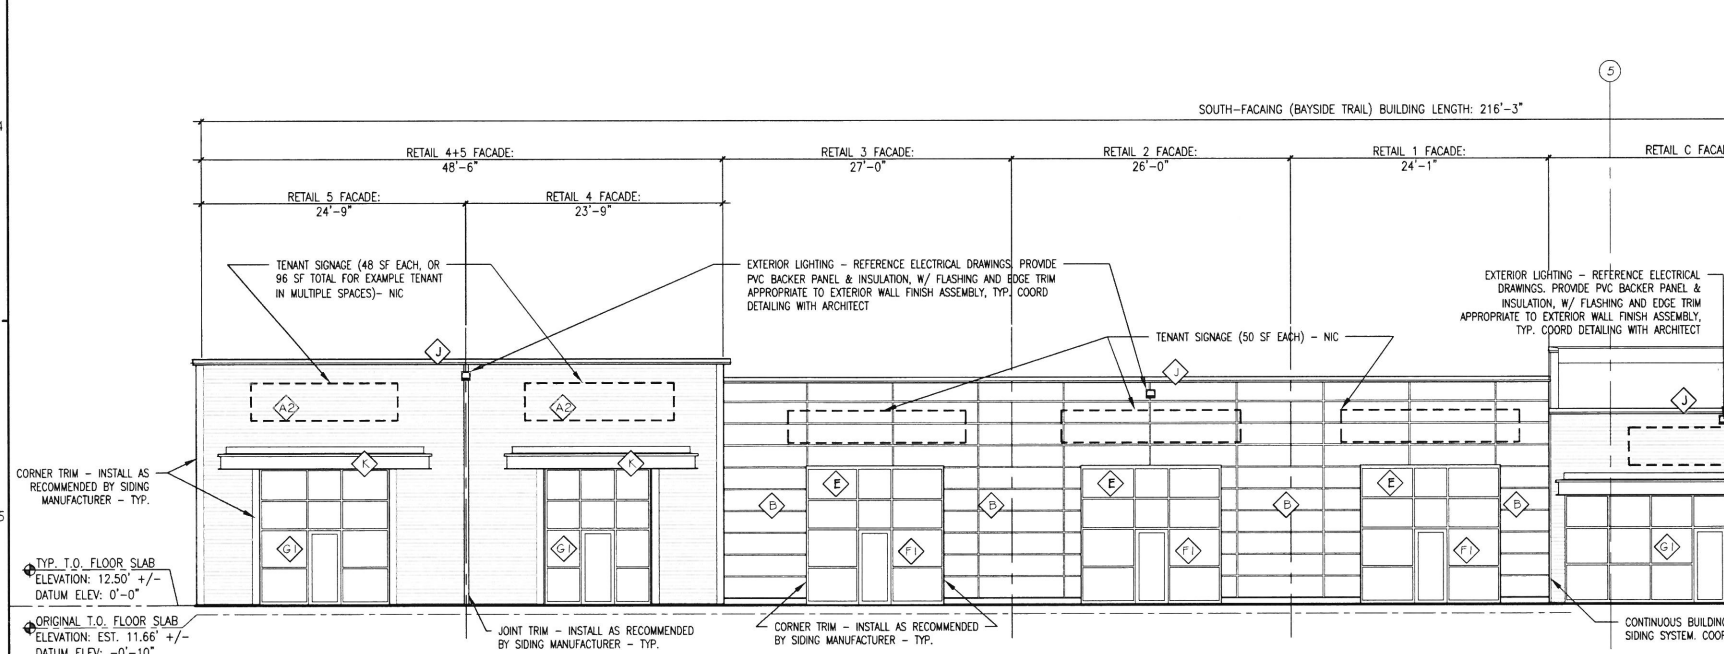 5
SOUTH-FACAING (BAYSIDE TRAIL) BUILDING LENGTH: 216'-3"
RETAIL 4+5 FACADE:
48'-6"
RETAIL 3 FACADE:
27'-0"
RETAIL 2 FACADE:
26'-0"
RETAIL 1 FACADE:
24'-1"
RETAIL C FACA
RETAIL 5 FACADE:
24'-9"
RETAIL 4 FACADE:
23'-9"
TENANT SIGNAGE (48 SF EACH, OR
96 SF TOTAL FOR EXAMPLE TENANT
IN MULTIPLE SPACES)- NIC
EXTERIOR LIGHTING - REFERENCE ELECTRICAL DRAWINGS. PROVIDE
PVC BACKER PANEL & INSULATION, W/ FLASHING AND EDGE TRIM
APPROPRIATE TO EXTERIOR WALL FINISH ASSEMBLY, TYP. COORD
DETAILING WITH ARCHITECT
EXTERIOR LIGHTING - REFERENCE ELECTRICAL
DRAWINGS. PROVIDE PVC BACKER PANEL &
INSULATION, W/ FLASHING AND EDGE TRIM
APPROPRIATE TO EXTERIOR WALL FINISH ASSEMBLY,
TYP. COORD DETAILING WITH ARCHITECT
TENANT SIGNAGE (50 SF EACH) - NIC
J
J
J
A2
A2
K
K
CORNER TRIM - INSTALL AS
RECOMMENDED BY SIDING
MANUFACTURER - TYP.
E
E
E
B
B
B
B
G1
G1
F1
F1
F1
G1
TYP. T.O. FLOOR SLAB
ELEVATION: 12.50' +/-
DATUM ELEV: 0'-0"
ORIGINAL T.O. FLOOR SLAB
ELEVATION: EST. 11.66' +/-
DATUM ELEV: -0'-10"
JOINT TRIM - INSTALL AS RECOMMENDED
BY SIDING MANUFACTURER - TYP.
CORNER TRIM - INSTALL AS RECOMMENDED
BY SIDING MANUFACTURER - TYP.
CONTINUOUS BUILDING
SIDING SYSTEM. COOR